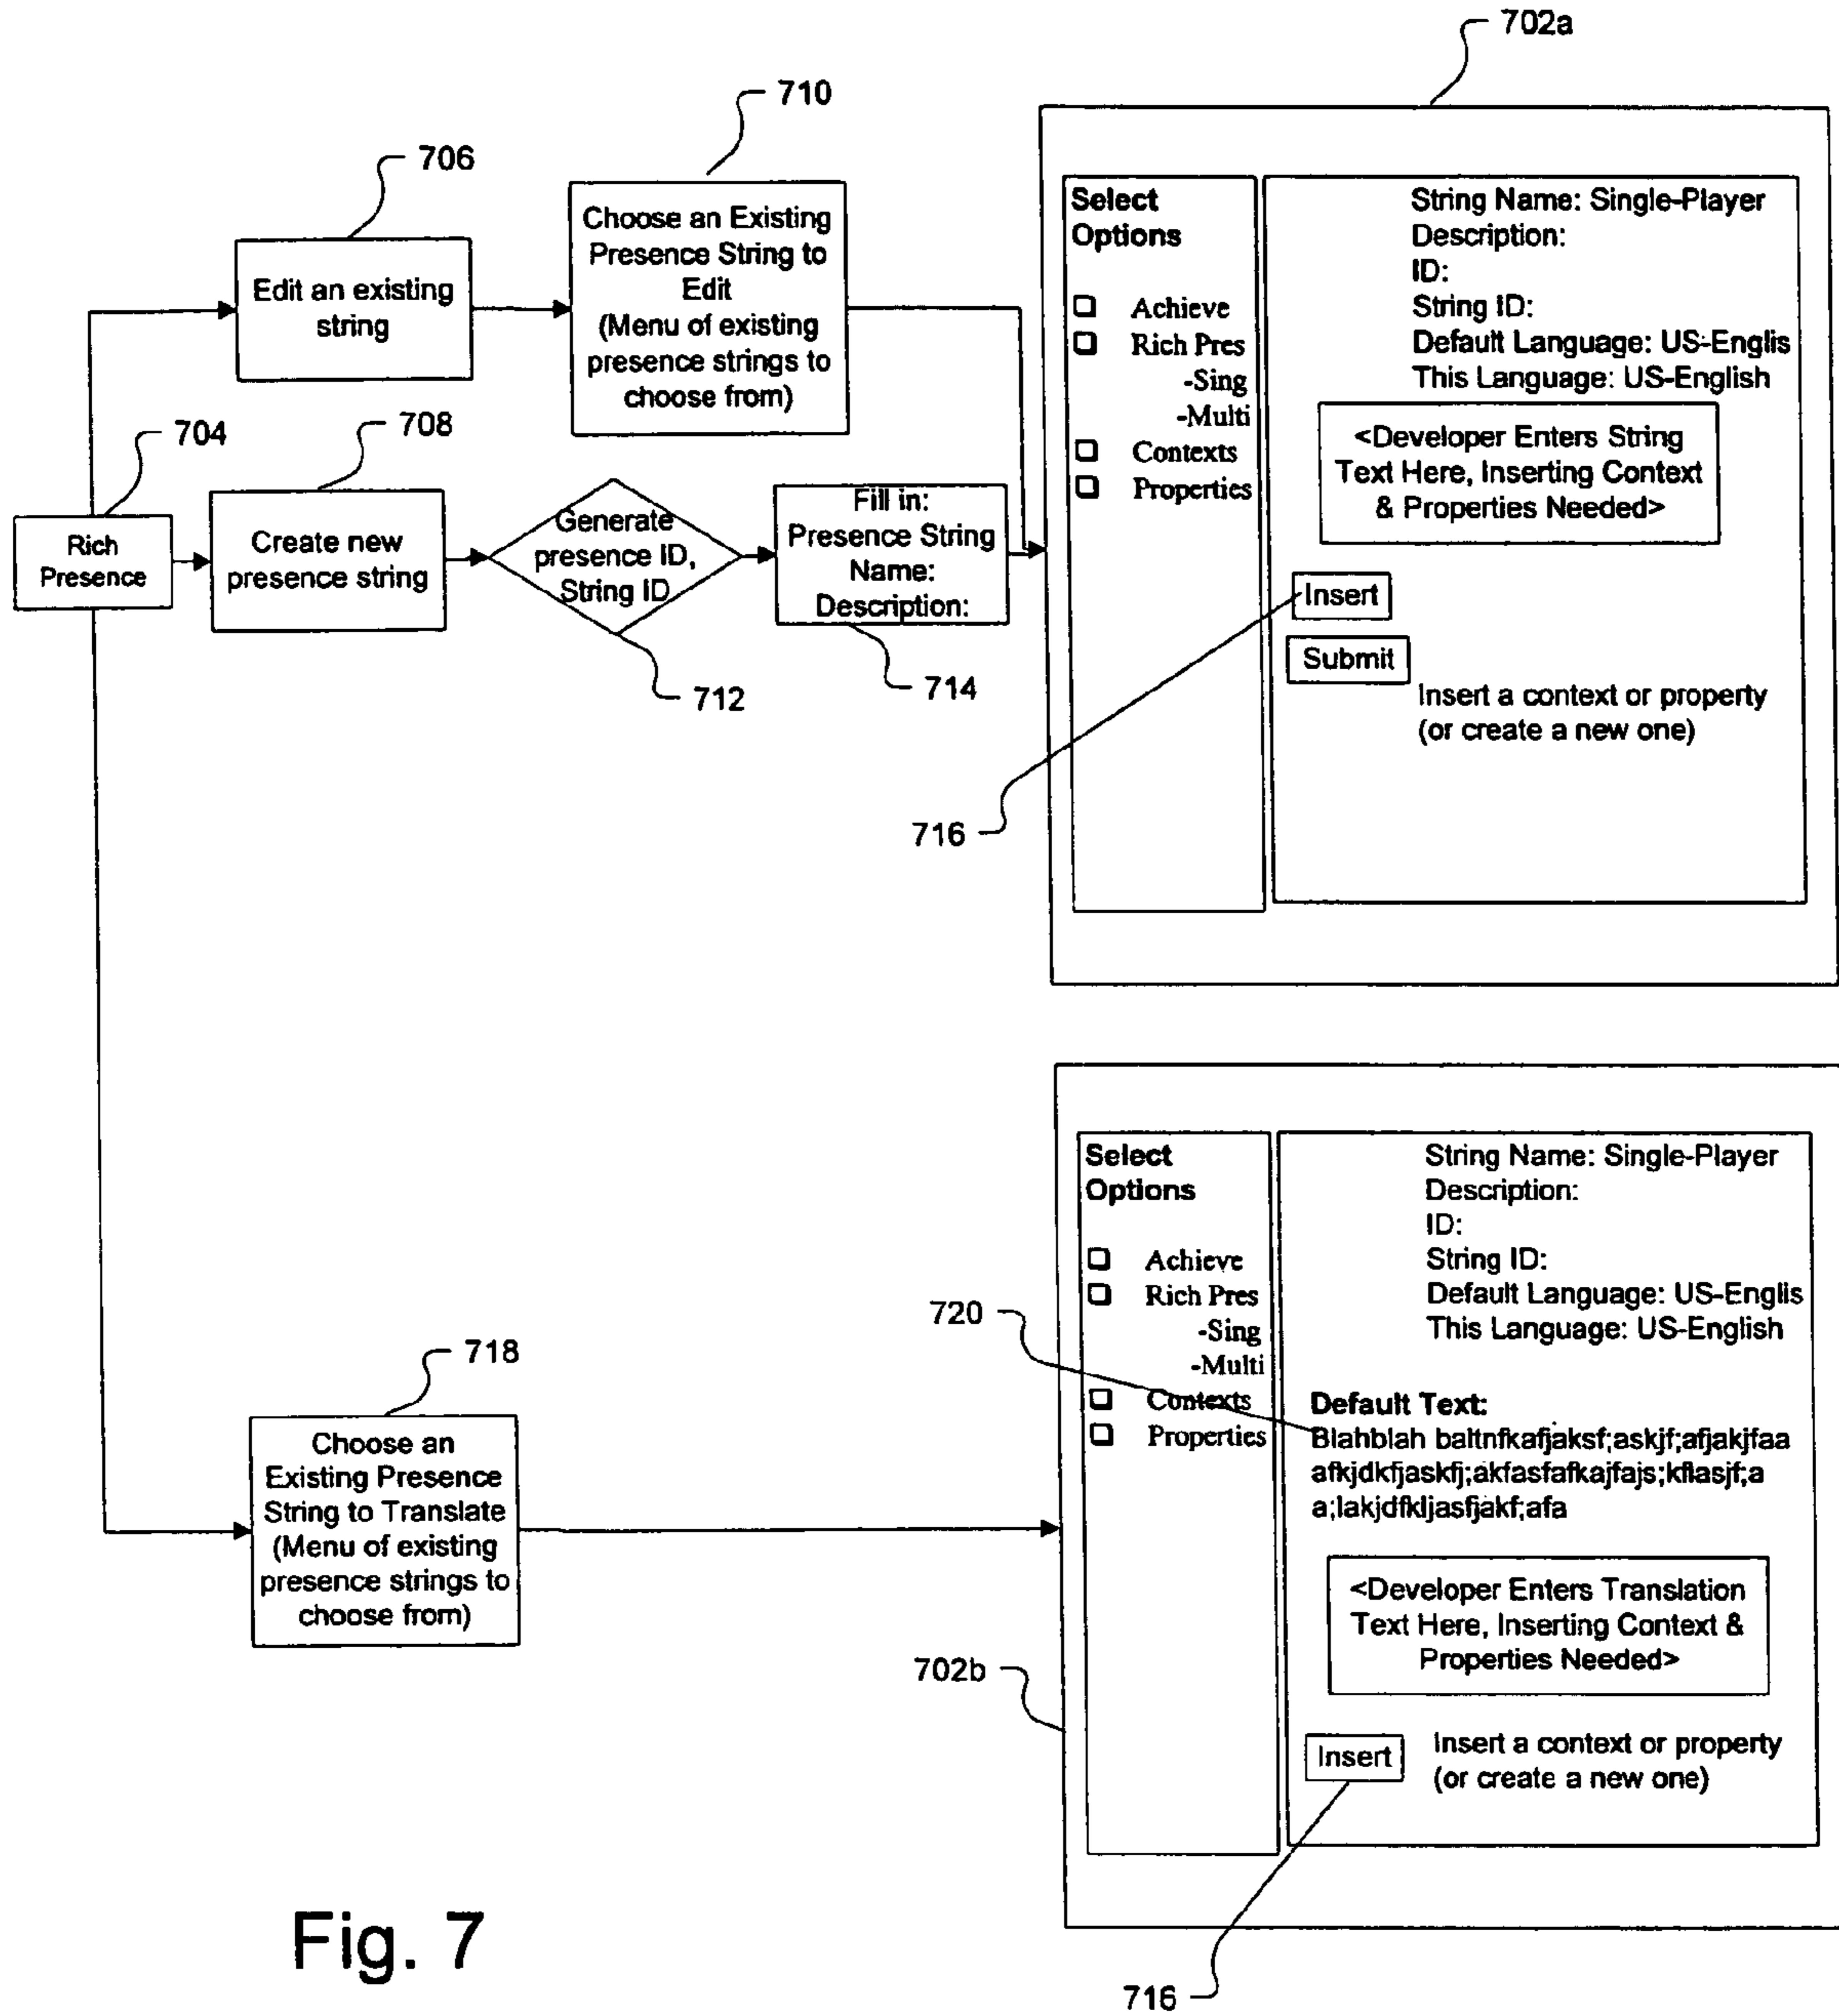 702a
710
706
Choose an Existing
Presence String to
Edit
(Menu of existing
presence strings to
choose from)
Edit an existing
string
704
708
Rich
Presence
Create new
presence string
Generate
presence ID,
String ID
712
Fill in:
Presence String
Name:
Description:
714
Select
Options
Achieve
Rich Pres
-Sing
-Multi
Contexts
Properties
String Name: Single-Player
Description:
ID:
String ID:
Default Language: US-Englis
This Language: US-English
<Developer Enters String
Text Here, Inserting Context
& Properties Needed>
Insert
Submit
Insert a context or property
(or create a new one)
716
718
Choose an
Existing Presence
String to Translate
(Menu of existing
presence strings to
choose from)
720
702b
Select
Options
Achieve
Rich Pres
-Sing
-Multi
Contexts
Properties
String Name: Single-Player
Description:
ID:
String ID:
Default Language: US-Englis
This Language: US-English
Default Text:
Blahblah baltnfkafjaksf;askjf;afjakjfaa
afkjdkfjaskfj;akfasfafkajfajs;kflasjf;a
a;lakjdfkljasfjakf;afa
<Developer Enters Translation
Text Here, Inserting Context &
Properties Needed>
Insert
Insert a context or property
(or create a new one)
716
Fig. 7